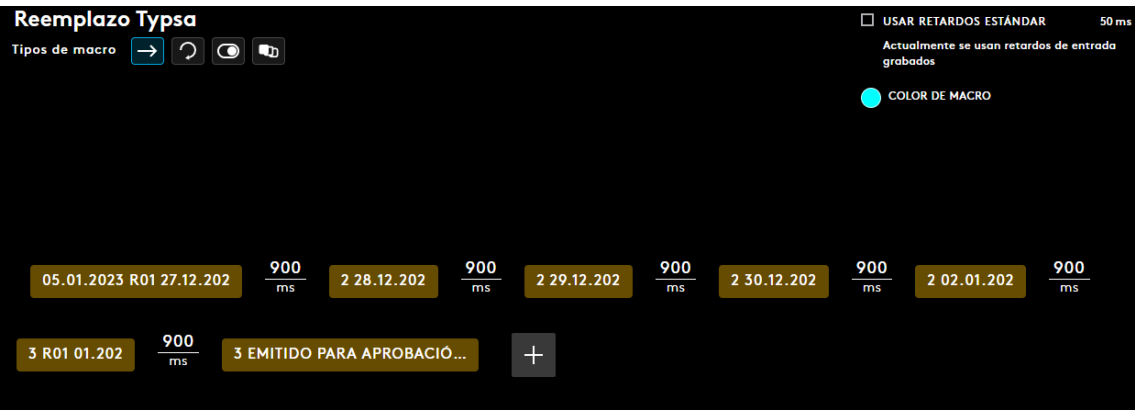 Reemplazo Typsa
Tipos de macro
USAR RETARDOS ESTÁNDAR 50 ms
Actualmente se usan retardos de entrada
grabados
COLOR DE MACRO
05.01.2023 R01 27.12.202 900 ms 2 28.12.202 900 ms 2 29.12.202 900 ms 2 30.12.202 900 ms 2 02.01.202 900 ms
3 R01 01.202 900 ms 3 EMITIDO PARA APROBACIÓ... +